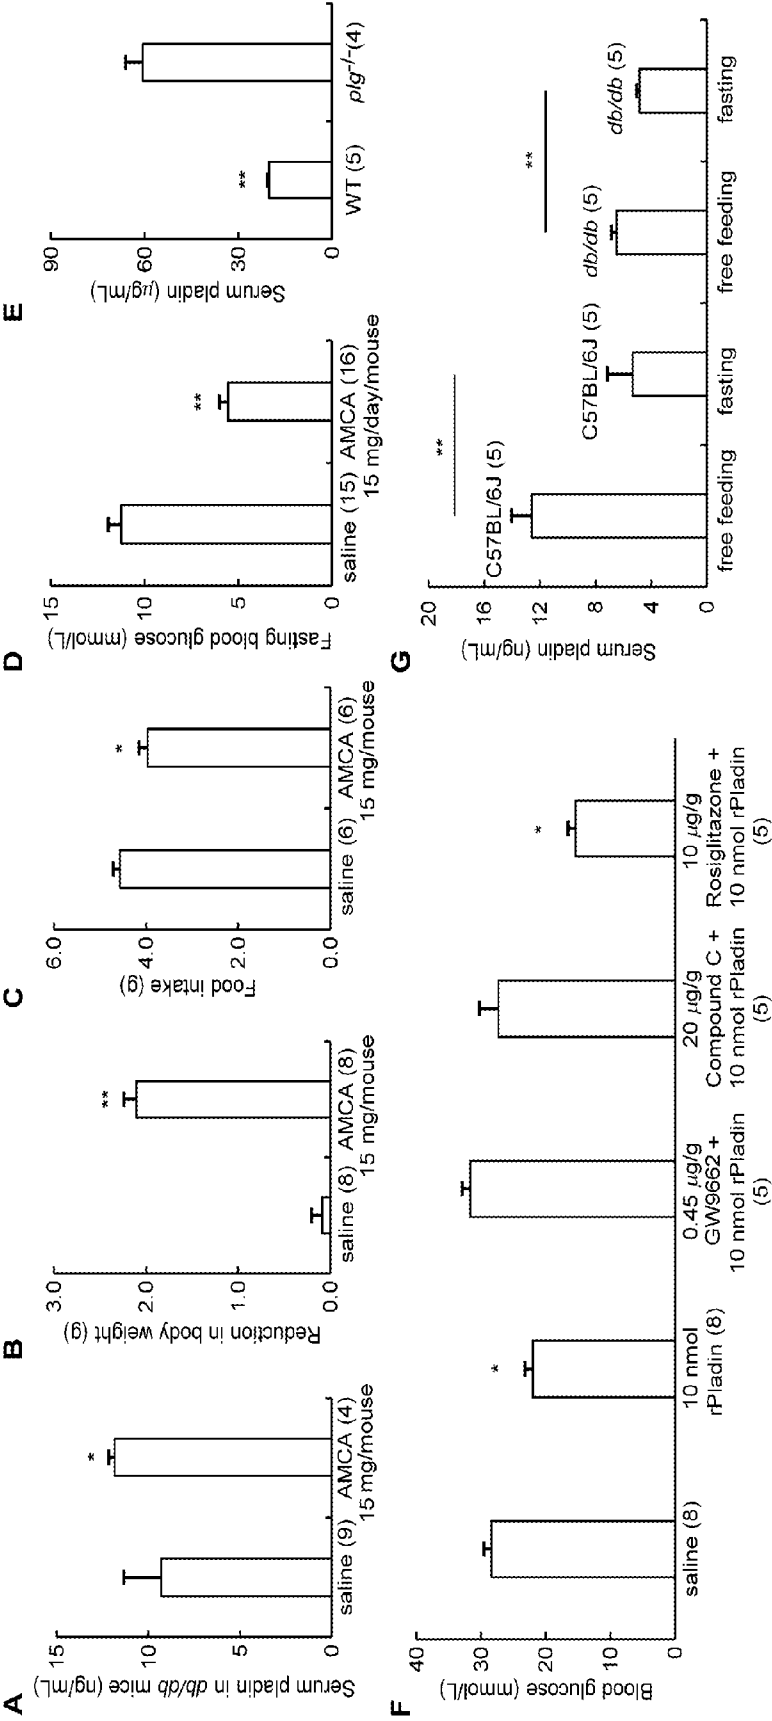 A
Serum pladin in db/db mice (ng/mL)
15
10
5
0
*
saline (9)
AMCA (4)
15 mg/mouse
B
Reduction in body weight (g)
3.0
2.0
1.0
0.0
**
saline (8)
AMCA (8)
15 mg/mouse
C
Food intake (g)
6.0
4.0
2.0
0.0
*
saline (6)
AMCA (6)
15 mg/mouse
D
Fasting blood glucose (mmol/L)
15
10
5
0
**
saline (15)
AMCA (16)
15 mg/day/mouse
E
Serum pladin (μg/mL)
90
60
30
0
**
WT (5)
plg⁻/⁻(4)
F
Blood glucose (mmol/L)
40
30
20
10
0
saline (8)
*
10 nmol
rPladin (8)
0.45 μg/g
GW9662 +
10 nmol rPladin
(5)
20 μg/g
Compound C +
10 nmol rPladin
(5)
*
10 μg/g
Rosiglitazone +
10 nmol rPladin
(5)
G
Serum pladin (ng/mL)
20
16
12
8
4
0
**
**
C57BL/6J (5)
C57BL/6J (5)
db/db (5)
db/db (5)
free feeding
fasting
free feeding
fasting